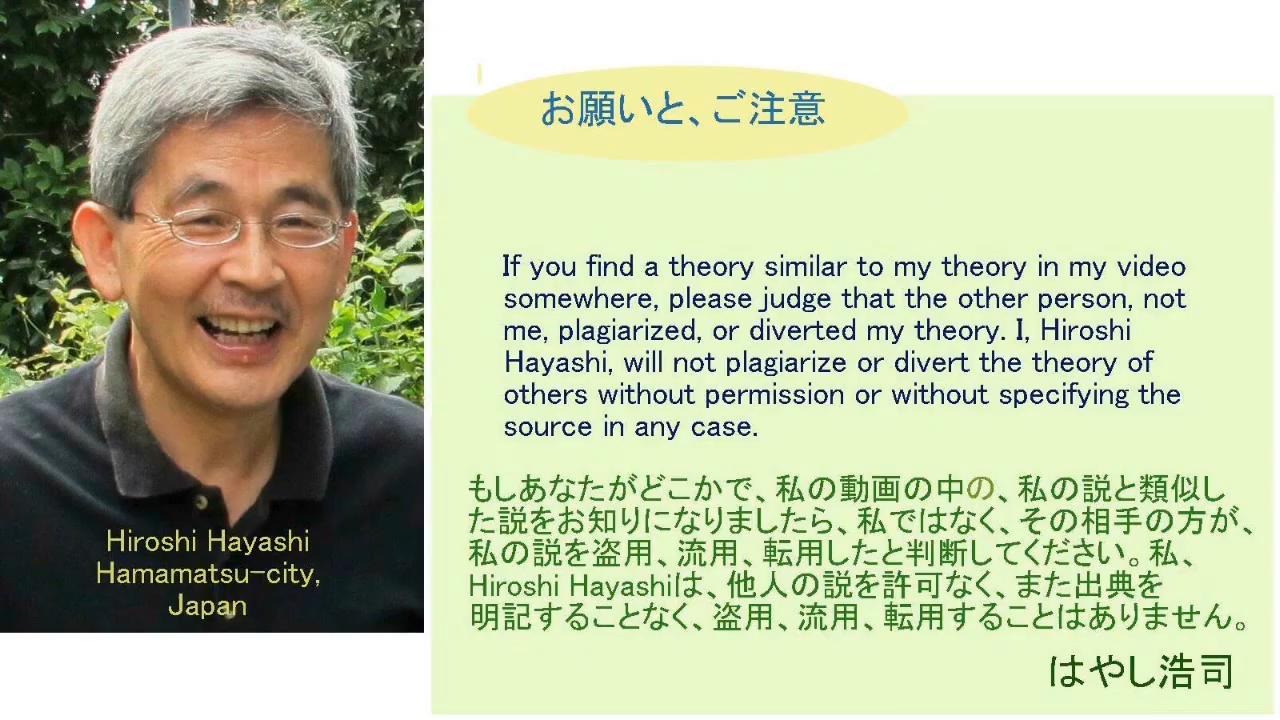 お願いと、ご注意
If you find a theory similar to my theory in my video
somewhere, please judge that the other person, not
me, plagiarized, or diverted my theory. I, Hiroshi
Hayashi, will not plagiarize or divert the theory of
others without permission or without specifying the
source in any case.
もしあなたがどこかで、私の動画の中の、私の説と類似し
た説をお知りになりましたら、私ではなく、その相手の方が、
私の説を盗用、流用、転用したと判断してください。私、
Hiroshi Hayashiは、他人の説を許可なく、また出典を
明記することなく、盗用、流用、転用することはありません。
はやし浩司
Hiroshi Hayashi
Hamamatsu-city,
Japan